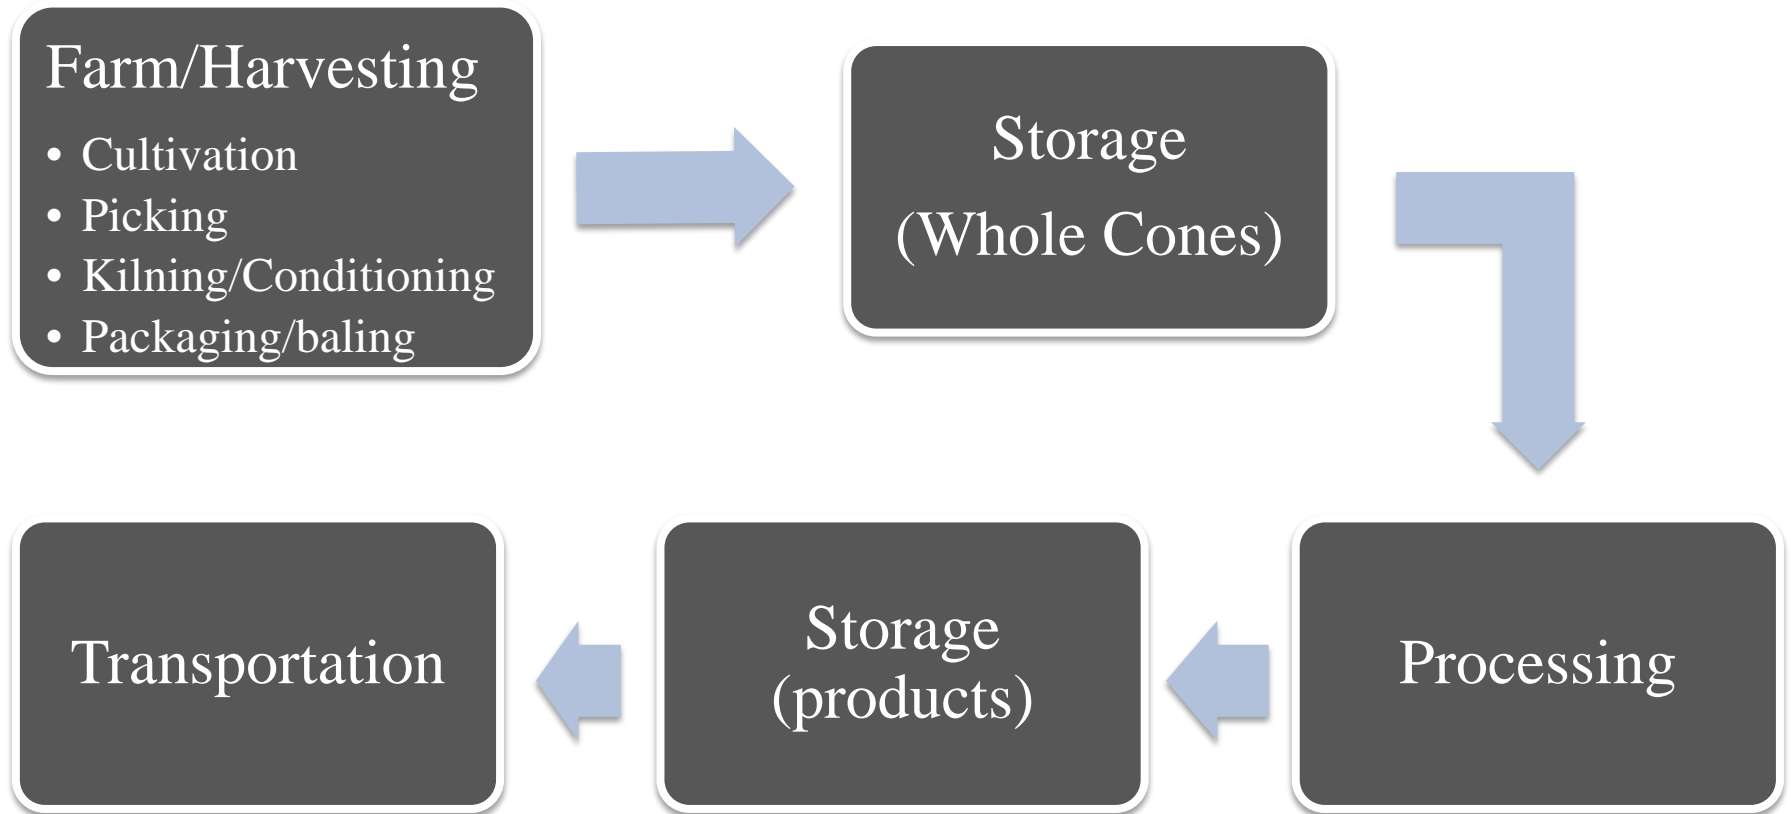 Farm/Harvesting
• Cultivation
• Picking
• Kilning/Conditioning
• Packaging/baling
Storage
(Whole Cones)
Processing
Storage
(products)
Transportation